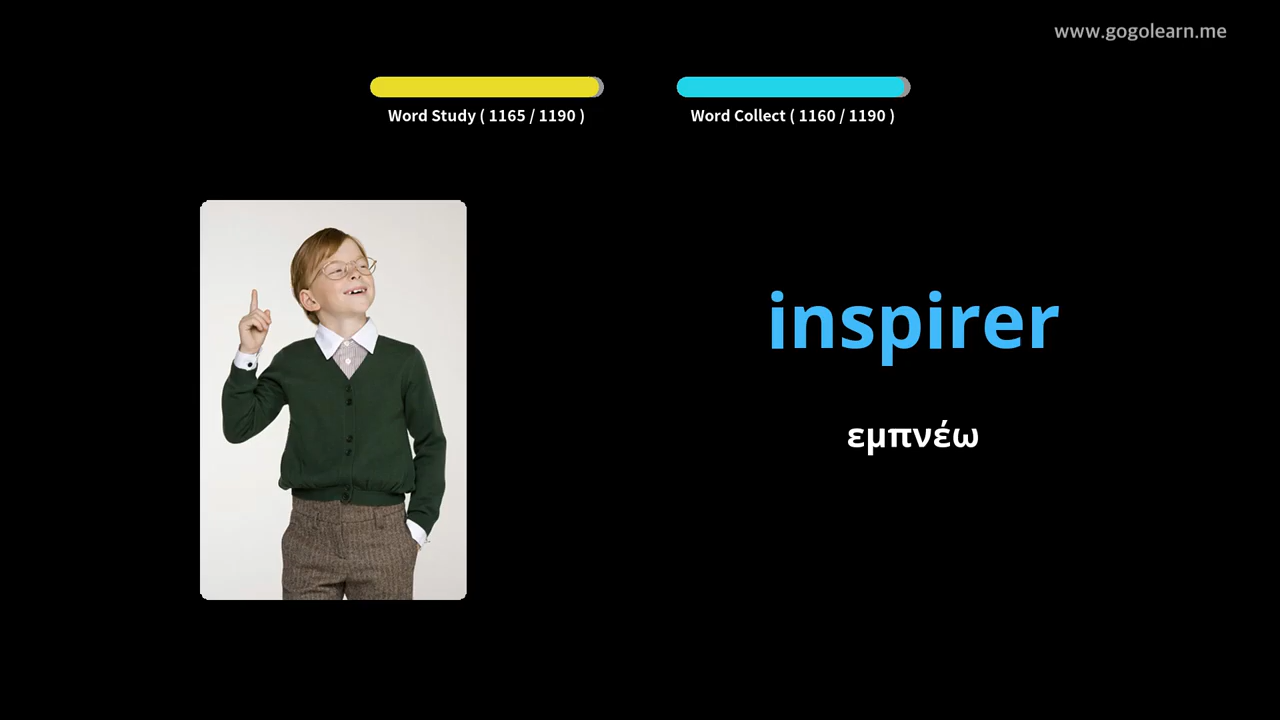 www.gogolearn.me
Word Study ( 1165 / 1190 )
Word Collect ( 1160 / 1190 )
inspirer
εμπνέω